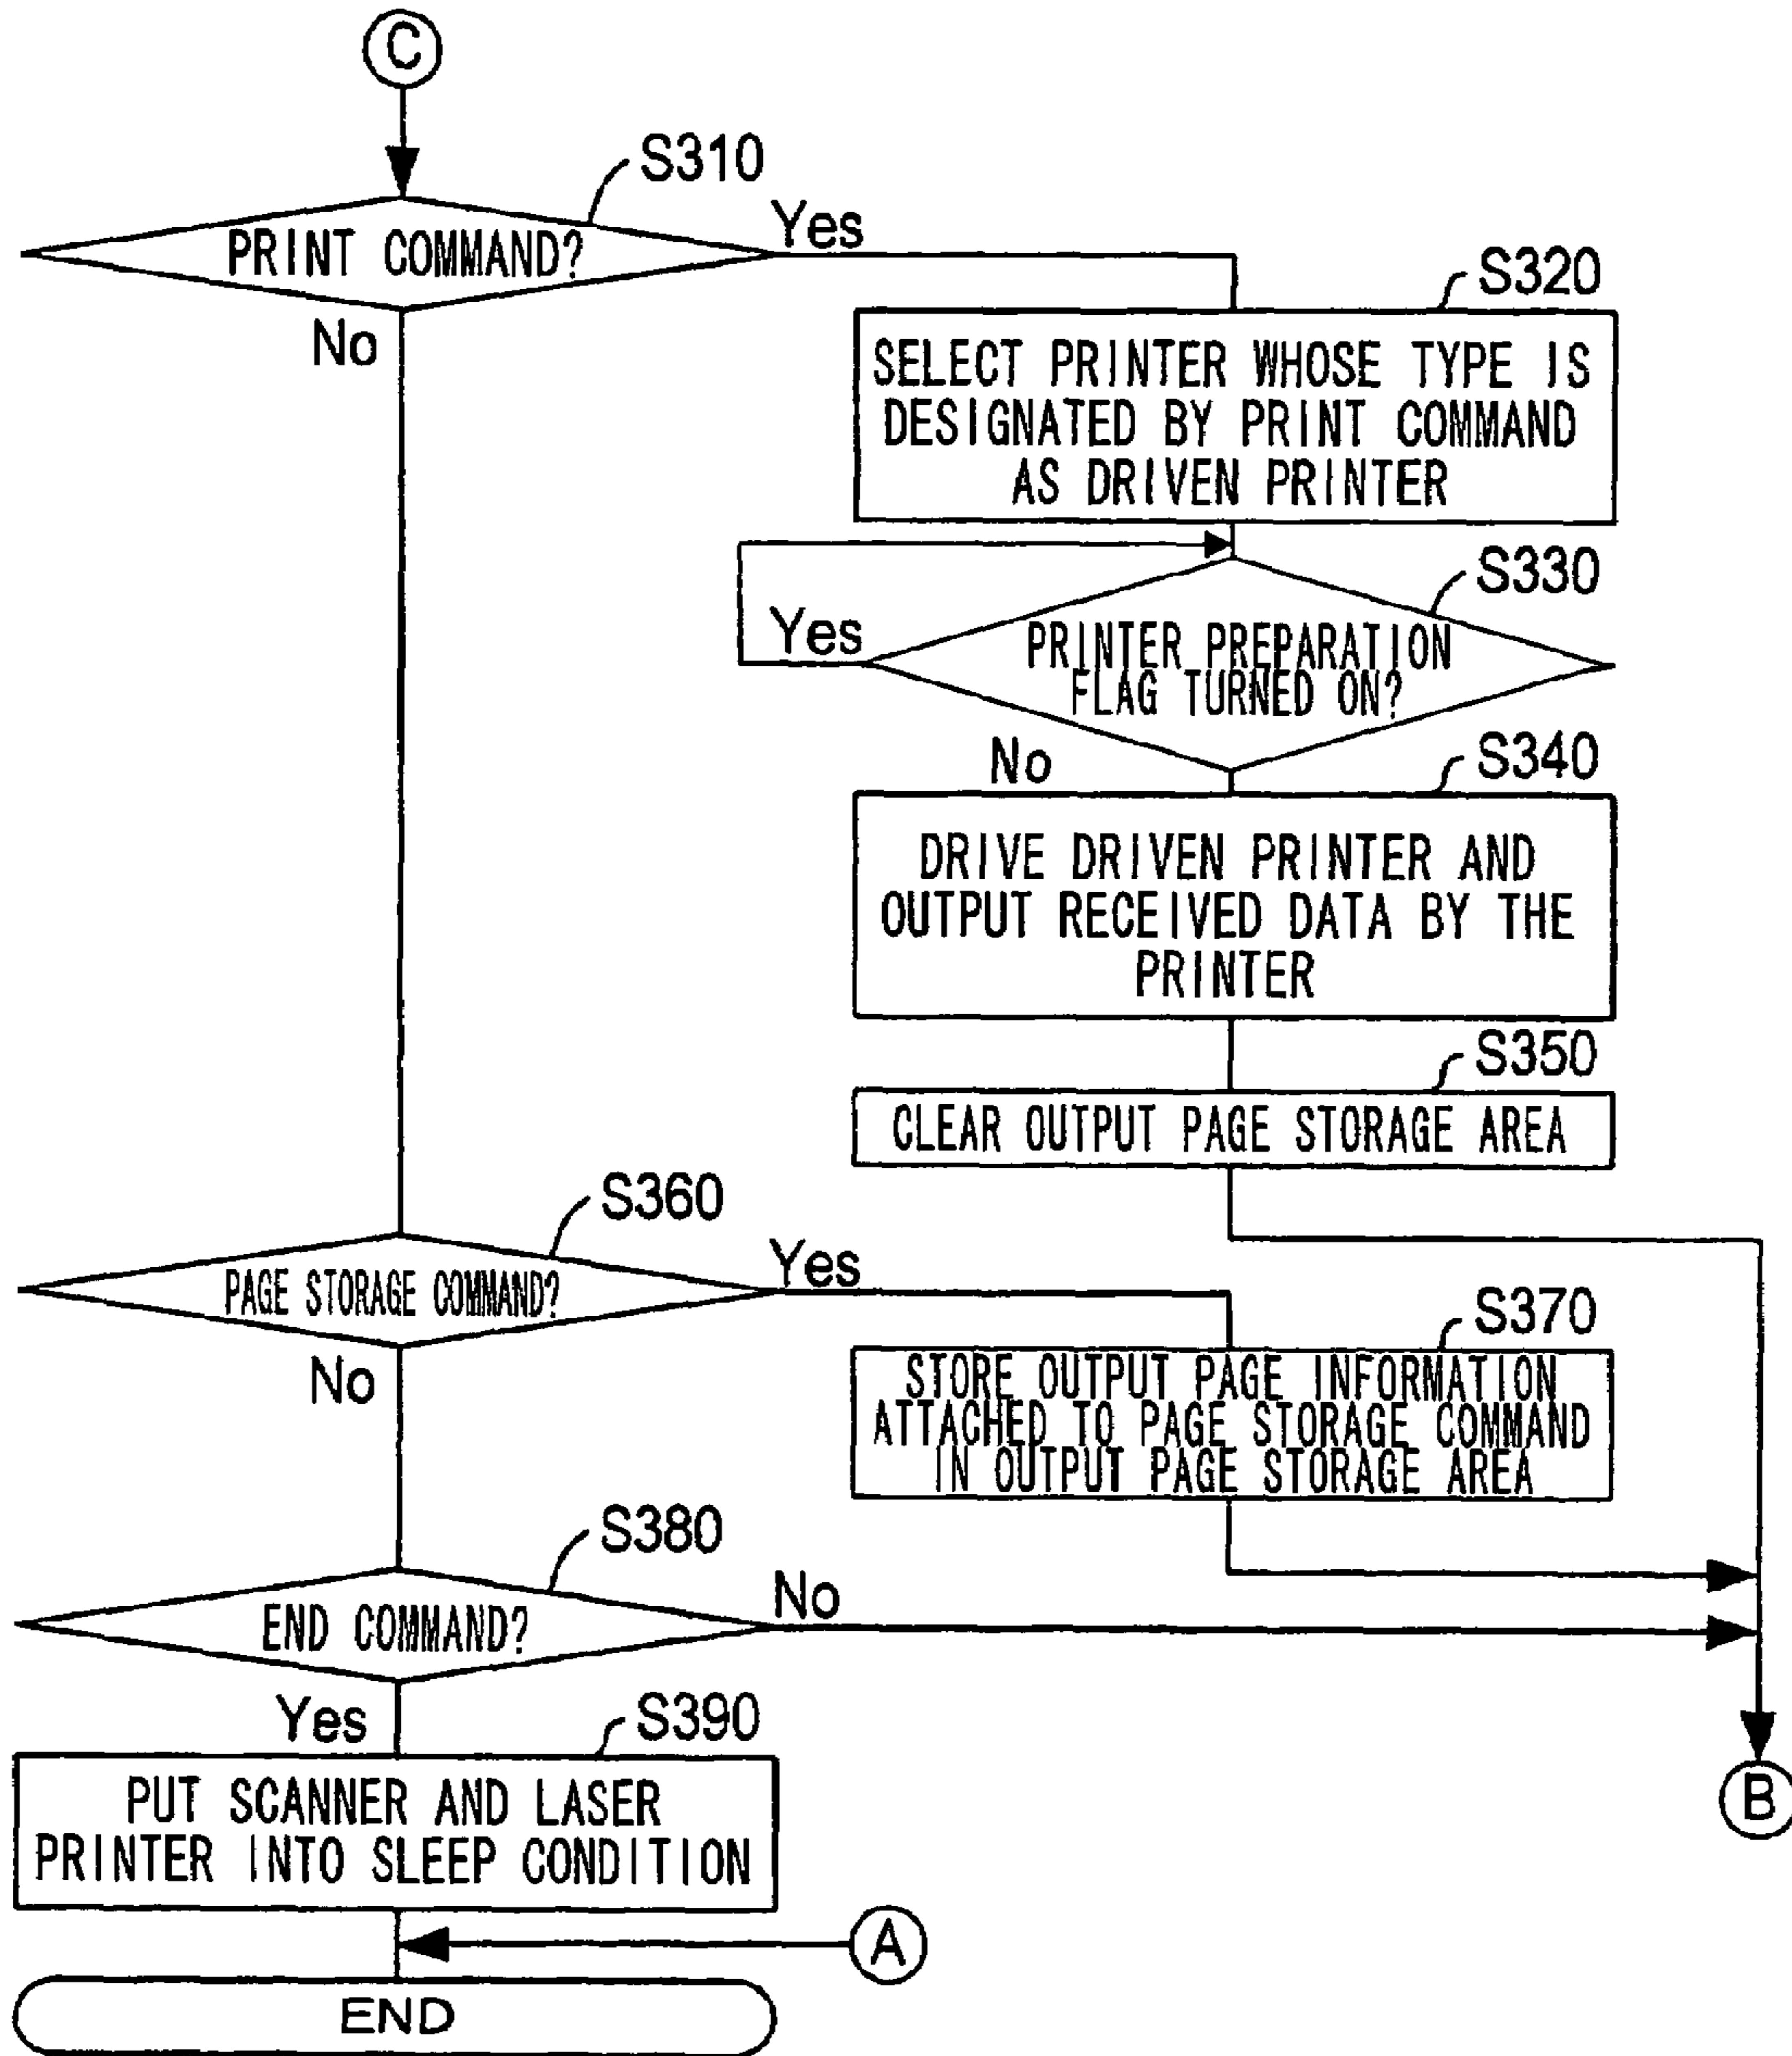 C
S310
PRINT COMMAND?
Yes
No
S320
SELECT PRINTER WHOSE TYPE IS
DESIGNATED BY PRINT COMMAND
AS DRIVEN PRINTER
S330
Yes
PRINTER PREPARATION
FLAG TURNED ON?
No
S340
DRIVE DRIVEN PRINTER AND
OUTPUT RECEIVED DATA BY THE
PRINTER
S350
CLEAR OUTPUT PAGE STORAGE AREA
S360
PAGE STORAGE COMMAND?
Yes
No
S370
STORE OUTPUT PAGE INFORMATION
ATTACHED TO PAGE STORAGE COMMAND
IN OUTPUT PAGE STORAGE AREA
S380
END COMMAND?
No
Yes
S390
PUT SCANNER AND LASER
PRINTER INTO SLEEP CONDITION
B
A
END